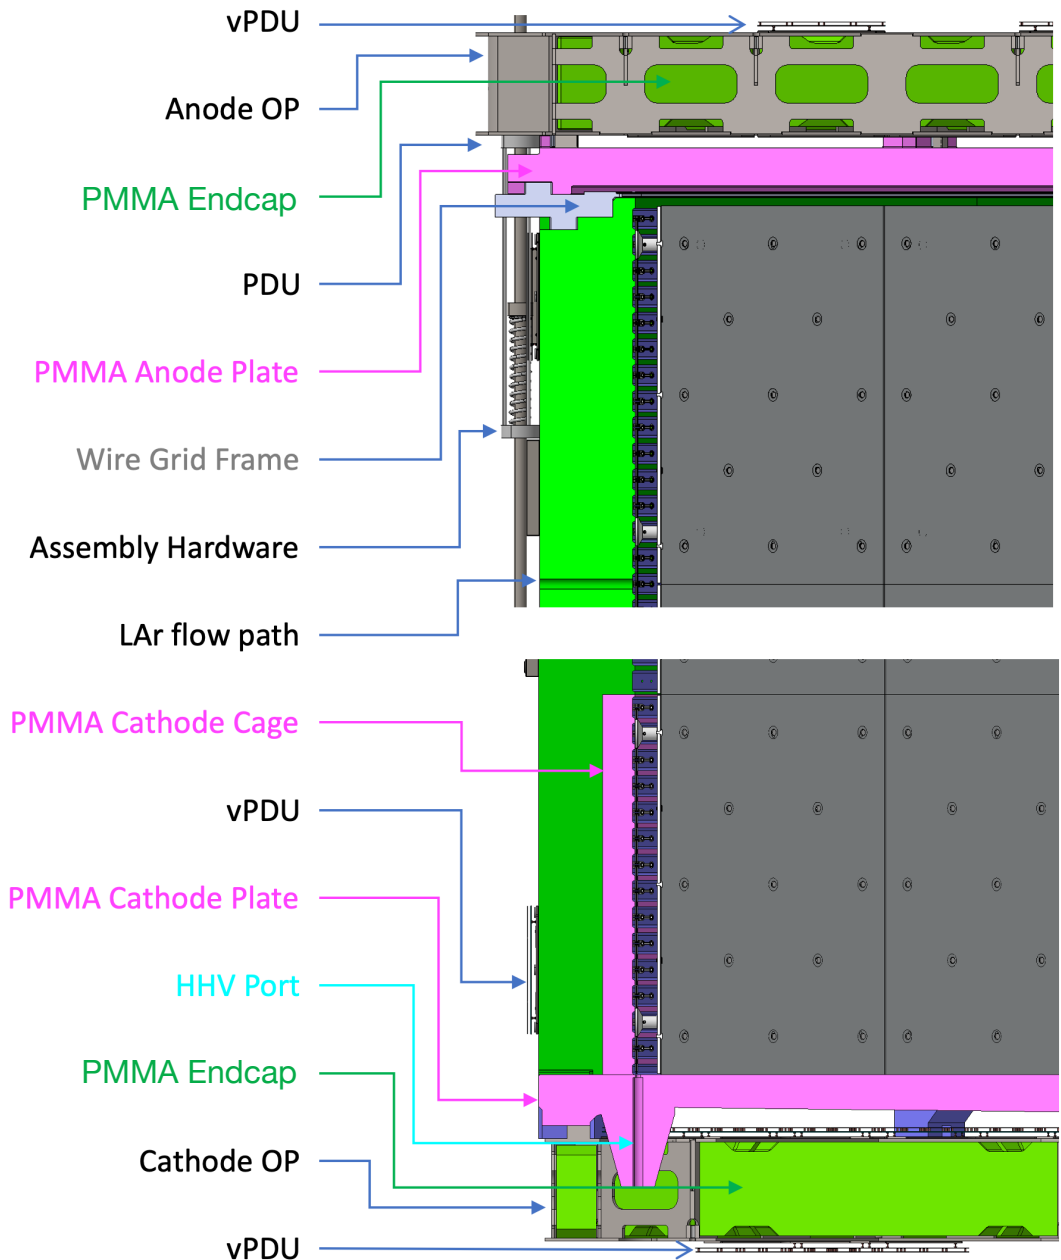 vPDU
Anode OP
PMMA Endcap
PDU
PMMA Anode Plate
Wire Grid Frame
Assembly Hardware
LAr flow path
PMMA Cathode Cage
vPDU
PMMA Cathode Plate
HHV Port
PMMA Endcap
Cathode OP
vPDU